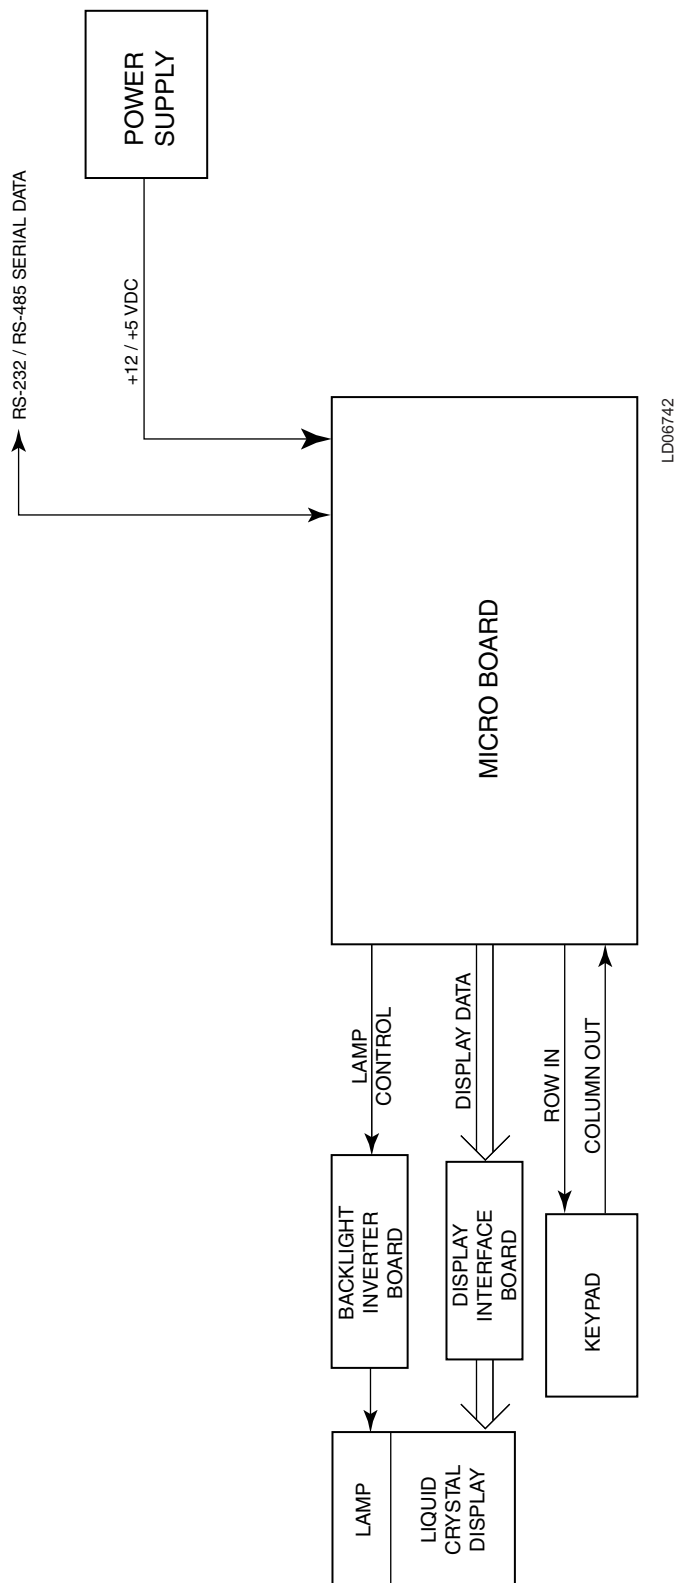 LAMP
LIQUID
CRYSTAL
DISPLAY
BACKLIGHT
INVERTER
BOARD
DISPLAY
INTERFACE
BOARD
KEYPAD
LAMP
CONTROL
DISPLAY DATA
ROW IN
COLUMN OUT
MICRO BOARD
RS-232 / RS-485 SERIAL DATA
+12 / +5 VDC
POWER
SUPPLY
LD06742